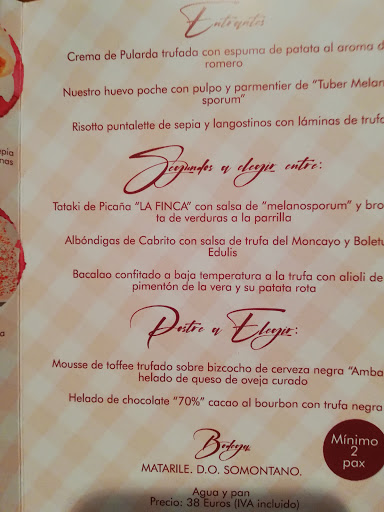 Entrantes
Crema de Pularda trufada con espuma de patata al aroma d
romero
Nuestro huevo poche con pulpo y parmentier de "Tuber Melan
sporum"
Risotto puntalette de sepia y langostinos con láminas de trufa
epia
nas
Segundos a elegir entre:
Tataki de Picaña "LA FINCA" con salsa de "melanosporum" y bro
ta de verduras a la parrilla
Albóndigas de Cabrito con salsa de trufa del Moncayo y Boletu
Edulis
Bacalao confitado a baja temperatura a la trufa con alioli de
pimentón de la vera y su patata rota
a
Postre a Elegir:
Mousse de toffee trufado sobre bizcocho de cerveza negra "Amba
helado de queso de oveja curado
Helado de chocolate "70%" cacao al bourbon con trufa negra
Bodega
MATARILE. D.O. SOMONTANO.
Mínimo
2
pax
Agua y pan
Precio: 38 Euros (IVA incluido)